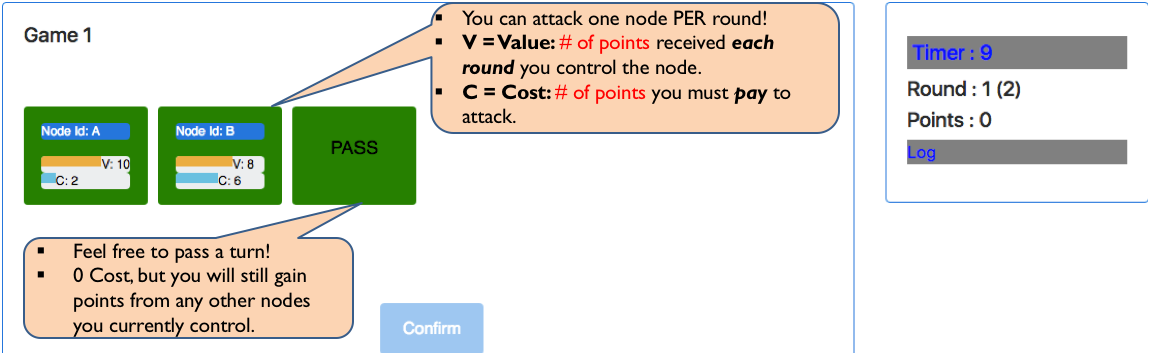 Game 1
▪ You can attack one node PER round!
▪ V = Value: # of points received each
round you control the node.
▪ C = Cost: # of points you must pay to
attack.
Node Id: A
V: 10
C: 2
Node Id: B
V: 8
C: 6
PASS
▪ Feel free to pass a turn!
▪ 0 Cost, but you will still gain
points from any other nodes
you currently control.
Confirm
Timer : 9
Round : 1 (2)
Points : 0
Log